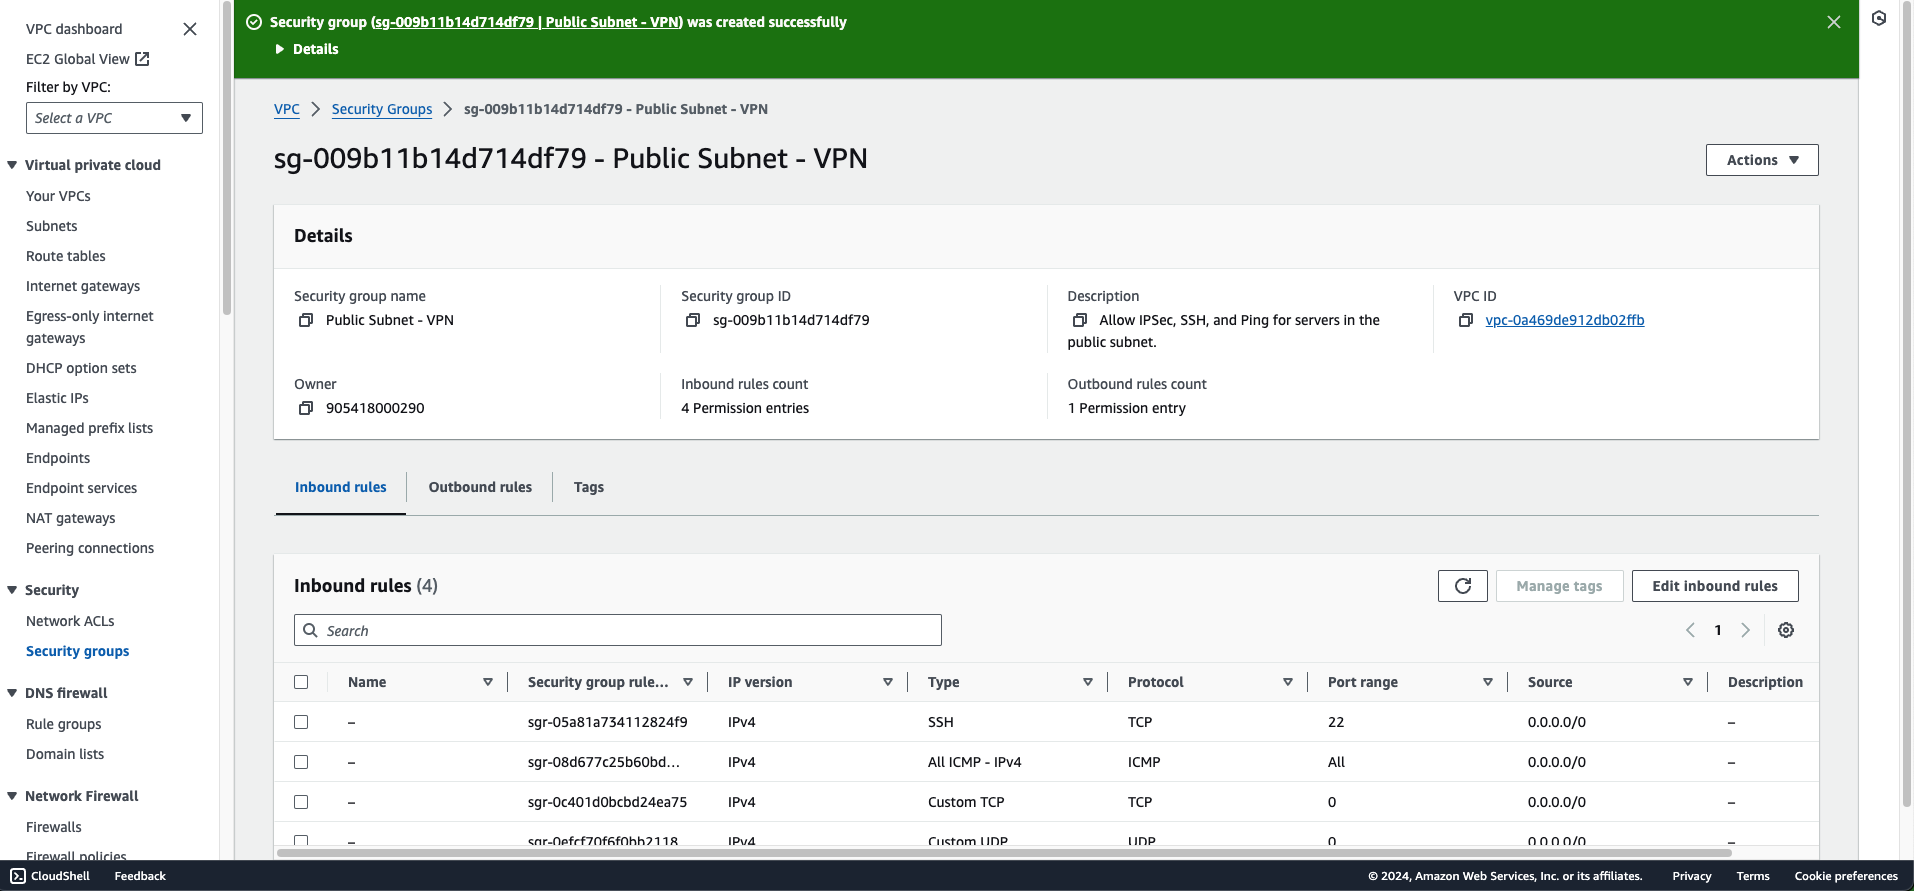 VPC dashboard
EC2 Global View
Filter by VPC:
Select a VPC
Virtual private cloud
Your VPCs
Subnets
Route tables
Internet gateways
Egress-only internet
gateways
DHCP option sets
Elastic IPs
Managed prefix lists
Endpoints
Endpoint services
NAT gateways
Peering connections
Security
Network ACLs
Security groups
DNS firewall
Rule groups
Domain lists
Network Firewall
Firewalls
Firewall policies
Security group (sg-009b11b14d714df79 | Public Subnet - VPN) was created successfully
Details
VPC > Security Groups > sg-009b11b14d714df79 - Public Subnet - VPN
sg-009b11b14d714df79 - Public Subnet - VPN
Actions
Details
Security group name
Public Subnet - VPN
Security group ID
sg-009b11b14d714df79
Description
Allow IPSec, SSH, and Ping for servers in the
public subnet.
VPC ID
vpc-0a469de912db02ffb
Owner
905418000290
Inbound rules count
4 Permission entries
Outbound rules count
1 Permission entry
Inbound rules Outbound rules Tags
Inbound rules (4)
Manage tags Edit inbound rules
Search
1
Name Security group rule... IP version Type Protocol Port range Source Description
– sgr-05a81a734112824f9 IPv4 SSH TCP 22 0.0.0.0/0 –
– sgr-08d677c25b60bd... IPv4 All ICMP - IPv4 ICMP All 0.0.0.0/0 –
– sgr-0c401d0bcbd24ea75 IPv4 Custom TCP TCP 0 0.0.0.0/0 –
– sgr-0efcf70f6f0bb2118 IPv4 Custom UDP UDP 0 0.0.0.0/0 –
CloudShell Feedback © 2024, Amazon Web Services, Inc. or its affiliates. Privacy Terms Cookie preferences